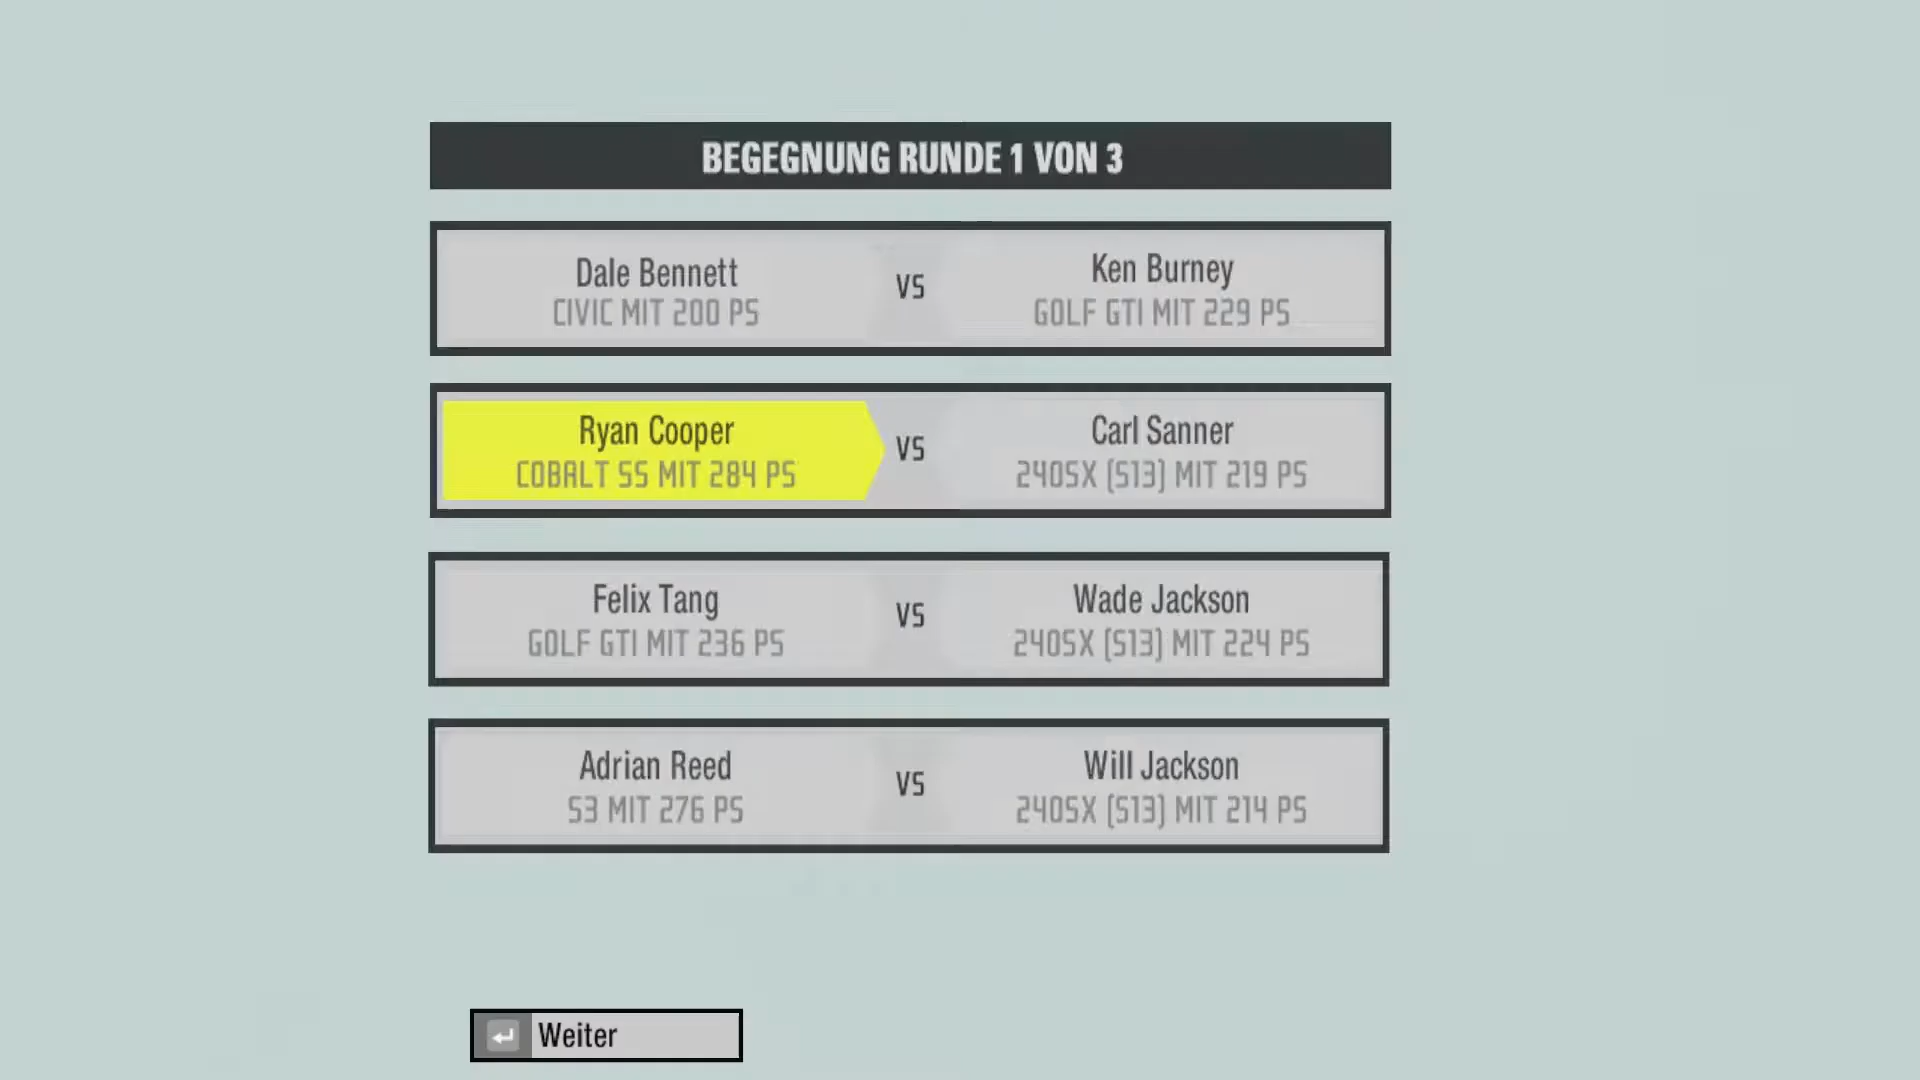 BEGEGNUNG RUNDE 1 VON 3
Dale Bennett
CIVIC MIT 200 PS
VS
Ken Burney
GOLF GTI MIT 229 PS
Ryan Cooper
COBALT SS MIT 284 PS
VS
Carl Sanner
240SX (S13) MIT 219 PS
Felix Tang
GOLF GTI MIT 236 PS
VS
Wade Jackson
240SX (S13) MIT 224 PS
Adrian Reed
S3 MIT 276 PS
VS
Will Jackson
240SX (S13) MIT 214 PS
Weiter